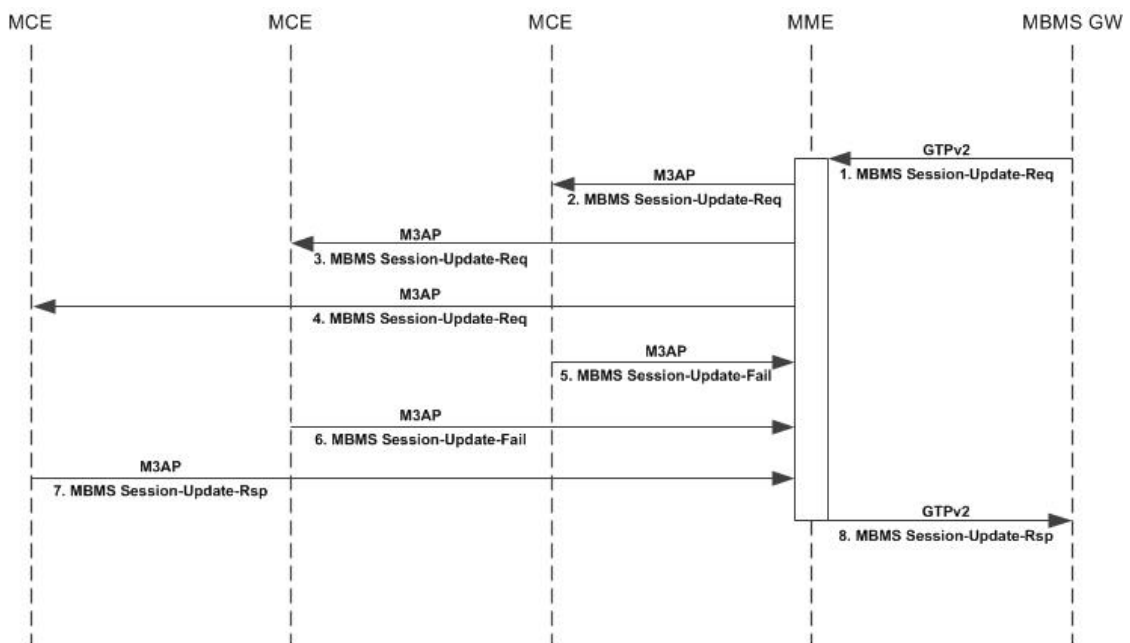 MCE
MCE
MCE
MME
MBMS GW
GTPv2
1. MBMS Session-Update-Req
M3AP
2. MBMS Session-Update-Req
M3AP
3. MBMS Session-Update-Req
M3AP
4. MBMS Session-Update-Req
M3AP
5. MBMS Session-Update-Fail
M3AP
6. MBMS Session-Update-Fail
M3AP
7. MBMS Session-Update-Rsp
GTPv2
8. MBMS Session-Update-Rsp